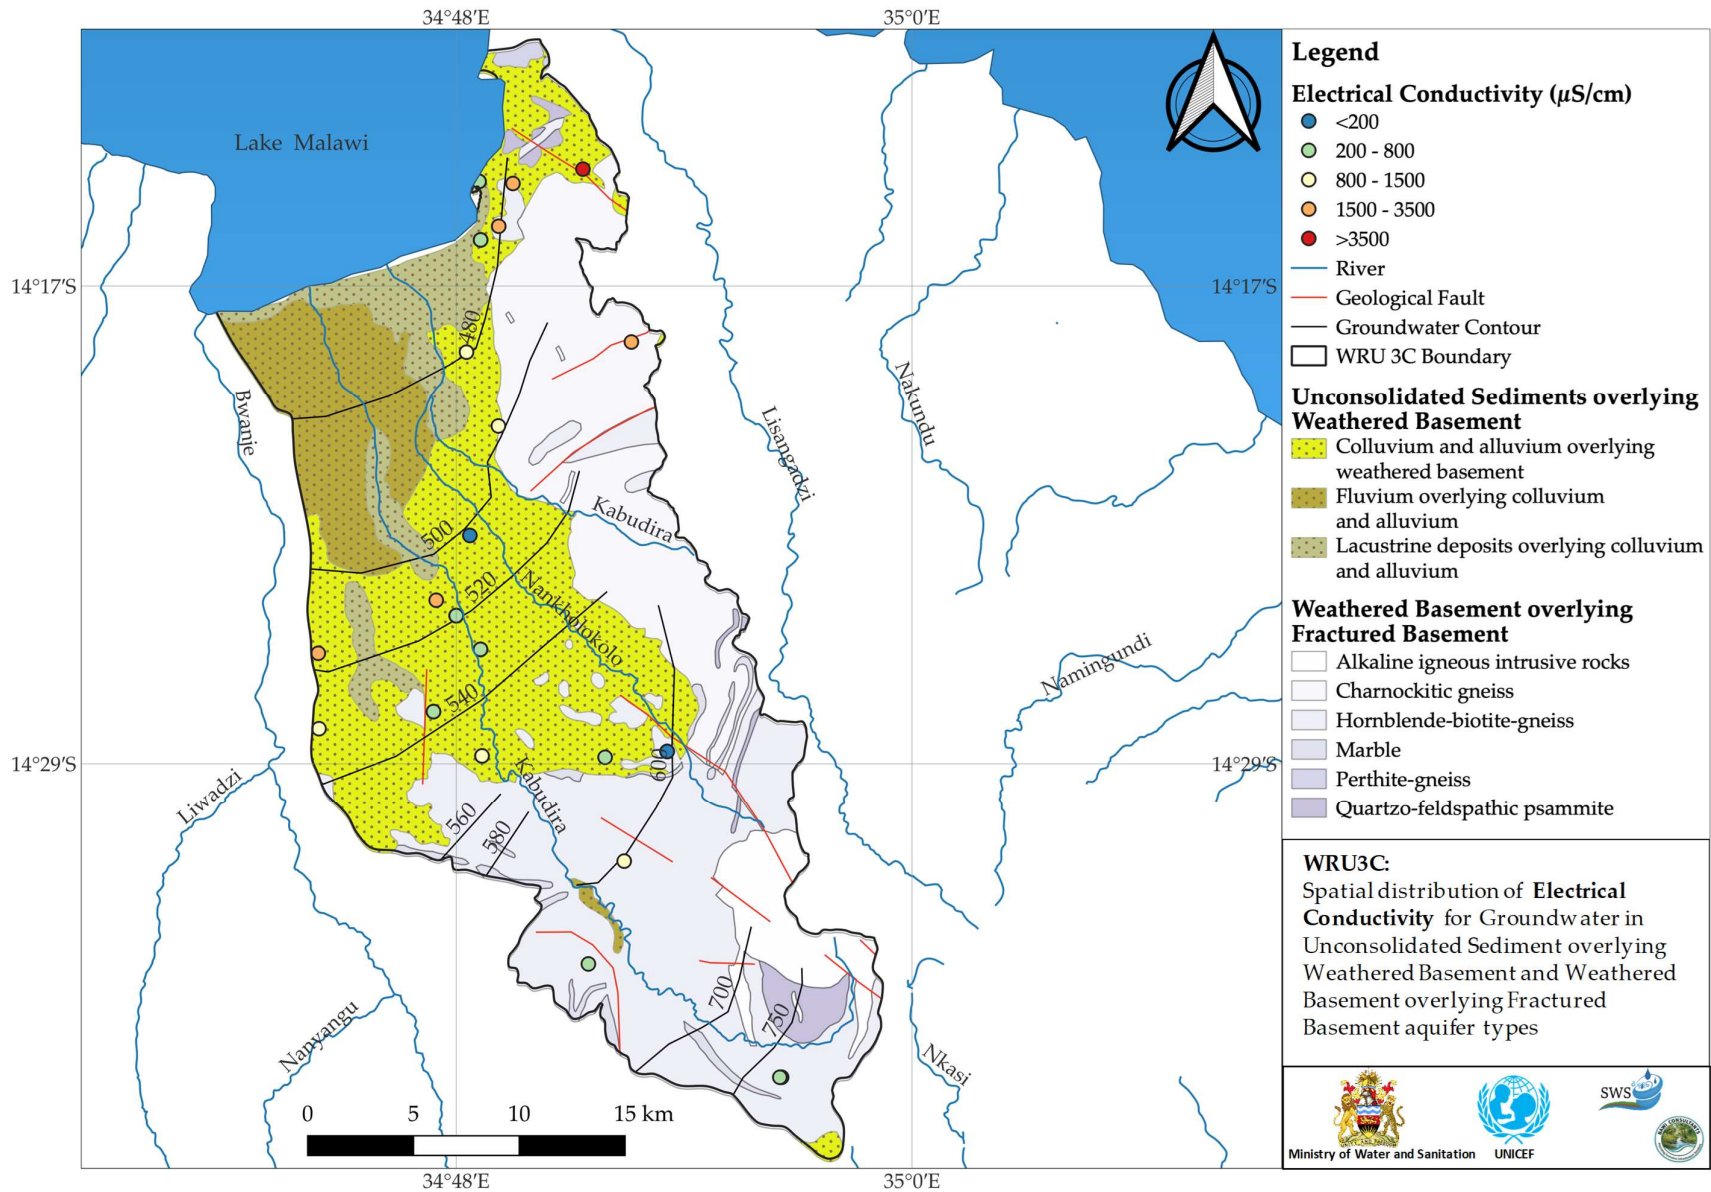 34°48'E
35°0'E
Lake Malawi
14°17'S
14°17'S
480
Bwanje
Nakundu
Lisangadzi
Kabudira
500
520
Nankholokolo
540
Namingundi
600
14°29'S
14°29'S
Liwadzi
Kabudira
560
580
700
750
Nanyangu
Nkasi
0 5 10 15 km
34°48'E
35°0'E
Legend
Electrical Conductivity (µS/cm)
<200
200 - 800
800 - 1500
1500 - 3500
>3500
River
Geological Fault
Groundwater Contour
WRU 3C Boundary
Unconsolidated Sediments overlying
Weathered Basement
Colluvium and alluvium overlying
weathered basement
Fluvium overlying colluvium
and alluvium
Lacustrine deposits overlying colluvium
and alluvium
Weathered Basement overlying
Fractured Basement
Alkaline igneous intrusive rocks
Charnockitic gneiss
Hornblende-biotite-gneiss
Marble
Perthite-gneiss
Quartzo-feldspathic psammite
WRU3C:
Spatial distribution of Electrical
Conductivity for Groundwater in
Unconsolidated Sediment overlying
Weathered Basement and Weathered
Basement overlying Fractured
Basement aquifer types
SWS
Ministry of Water and Sanitation
UNICEF